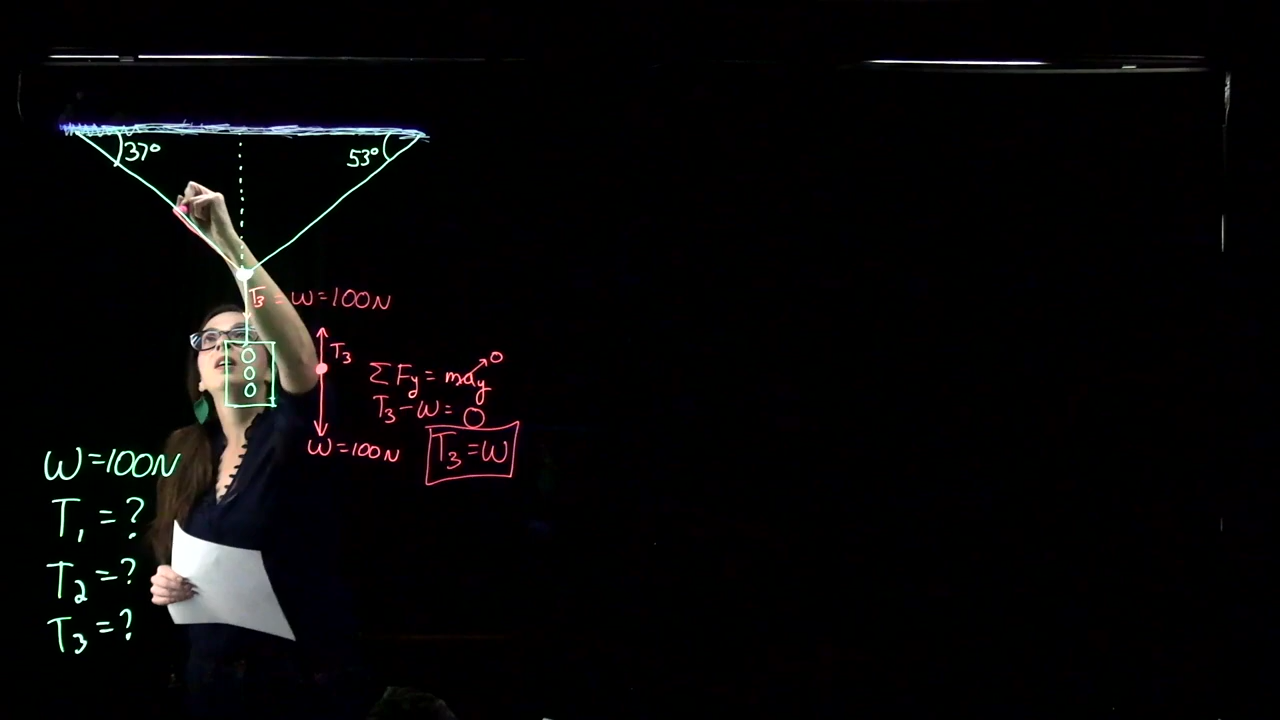 37° 53°
T₃ = W = 100N
T₃
ΣFy = may → 0
T₃ - W = 0
W = 100N
T₃ = W
W = 100N
T₁ = ?
T₂ = ?
T₃ = ?